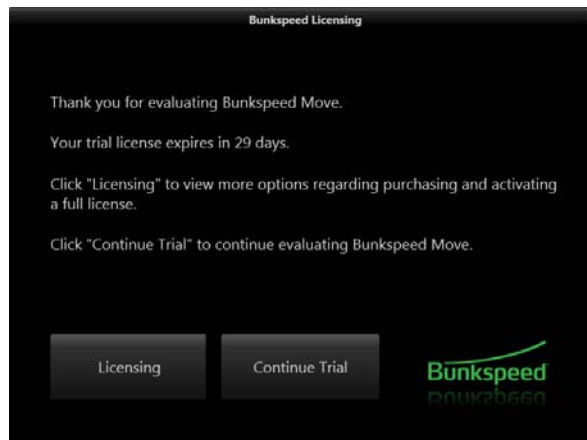 Bunkspeed Licensing
Thank you for evaluating Bunkspeed Move.
Your trial license expires in 29 days.
Click "Licensing" to view more options regarding purchasing and activating
a full license.
Click "Continue Trial" to continue evaluating Bunkspeed Move.
Licensing
Continue Trial
Bunkspeed